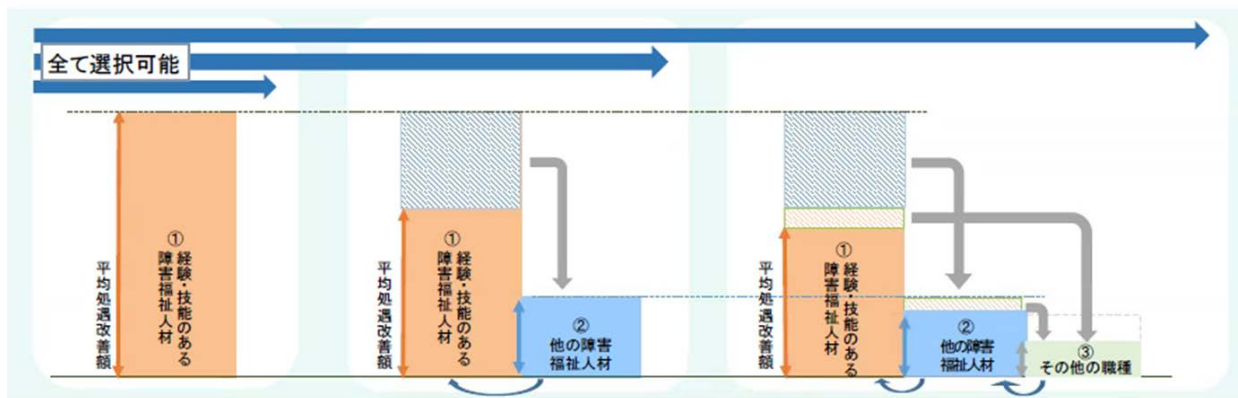 全て選択可能
平均処遇改善額
①
経験・技能のある
障害福祉人材
平均処遇改善額
①
経験・技能のある
障害福祉人材
②
他の障害
福祉人材
平均処遇改善額
①
経験・技能のある
障害福祉人材
②
他の障害
福祉人材
③
その他の職種